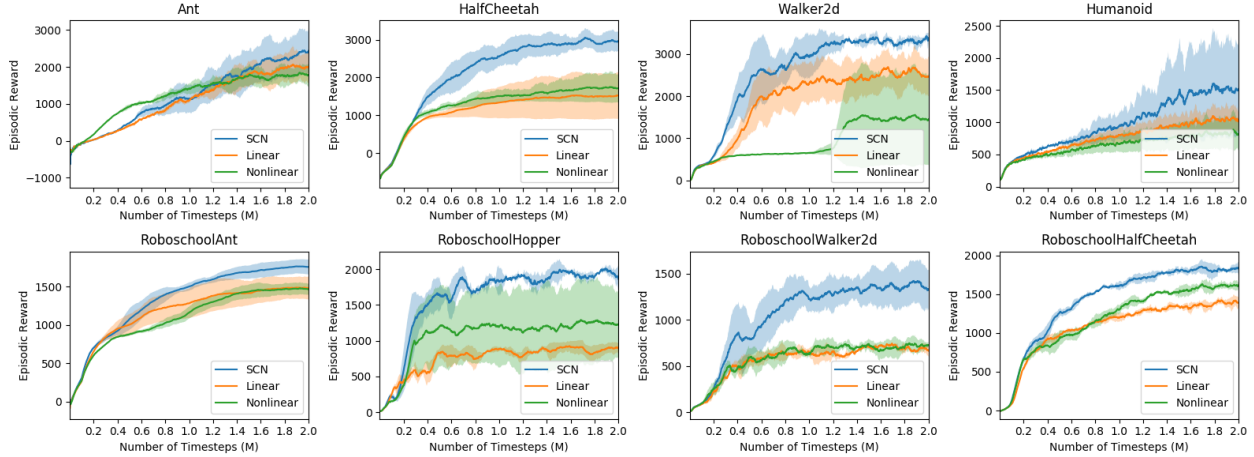 Ant
3000
2000
1000
0
−1000
Episodic Reward
SCN
Linear
Nonlinear
0.2 0.4 0.6 0.8 1.0 1.2 1.4 1.6 1.8 2.0
Number of Timesteps (M)
HalfCheetah
3000
2000
1000
0
Episodic Reward
SCN
Linear
Nonlinear
0.2 0.4 0.6 0.8 1.0 1.2 1.4 1.6 1.8 2.0
Number of Timesteps (M)
Walker2d
3000
2000
1000
0
Episodic Reward
SCN
Linear
Nonlinear
0.2 0.4 0.6 0.8 1.0 1.2 1.4 1.6 1.8 2.0
Number of Timesteps (M)
Humanoid
2500
2000
1500
1000
500
0
Episodic Reward
SCN
Linear
Nonlinear
0.2 0.4 0.6 0.8 1.0 1.2 1.4 1.6 1.8 2.0
Number of Timesteps (M)
RoboschoolAnt
1500
1000
500
0
Episodic Reward
SCN
Linear
Nonlinear
0.2 0.4 0.6 0.8 1.0 1.2 1.4 1.6 1.8 2.0
Number of Timesteps (M)
RoboschoolHopper
2000
1500
1000
500
0
Episodic Reward
SCN
Linear
Nonlinear
0.2 0.4 0.6 0.8 1.0 1.2 1.4 1.6 1.8 2.0
Number of Timesteps (M)
RoboschoolWalker2d
1500
1000
500
0
Episodic Reward
SCN
Linear
Nonlinear
0.2 0.4 0.6 0.8 1.0 1.2 1.4 1.6 1.8 2.0
Number of Timesteps (M)
RoboschoolHalfCheetah
2000
1500
1000
500
0
Episodic Reward
SCN
Linear
Nonlinear
0.2 0.4 0.6 0.8 1.0 1.2 1.4 1.6 1.8 2.0
Number of Timesteps (M)